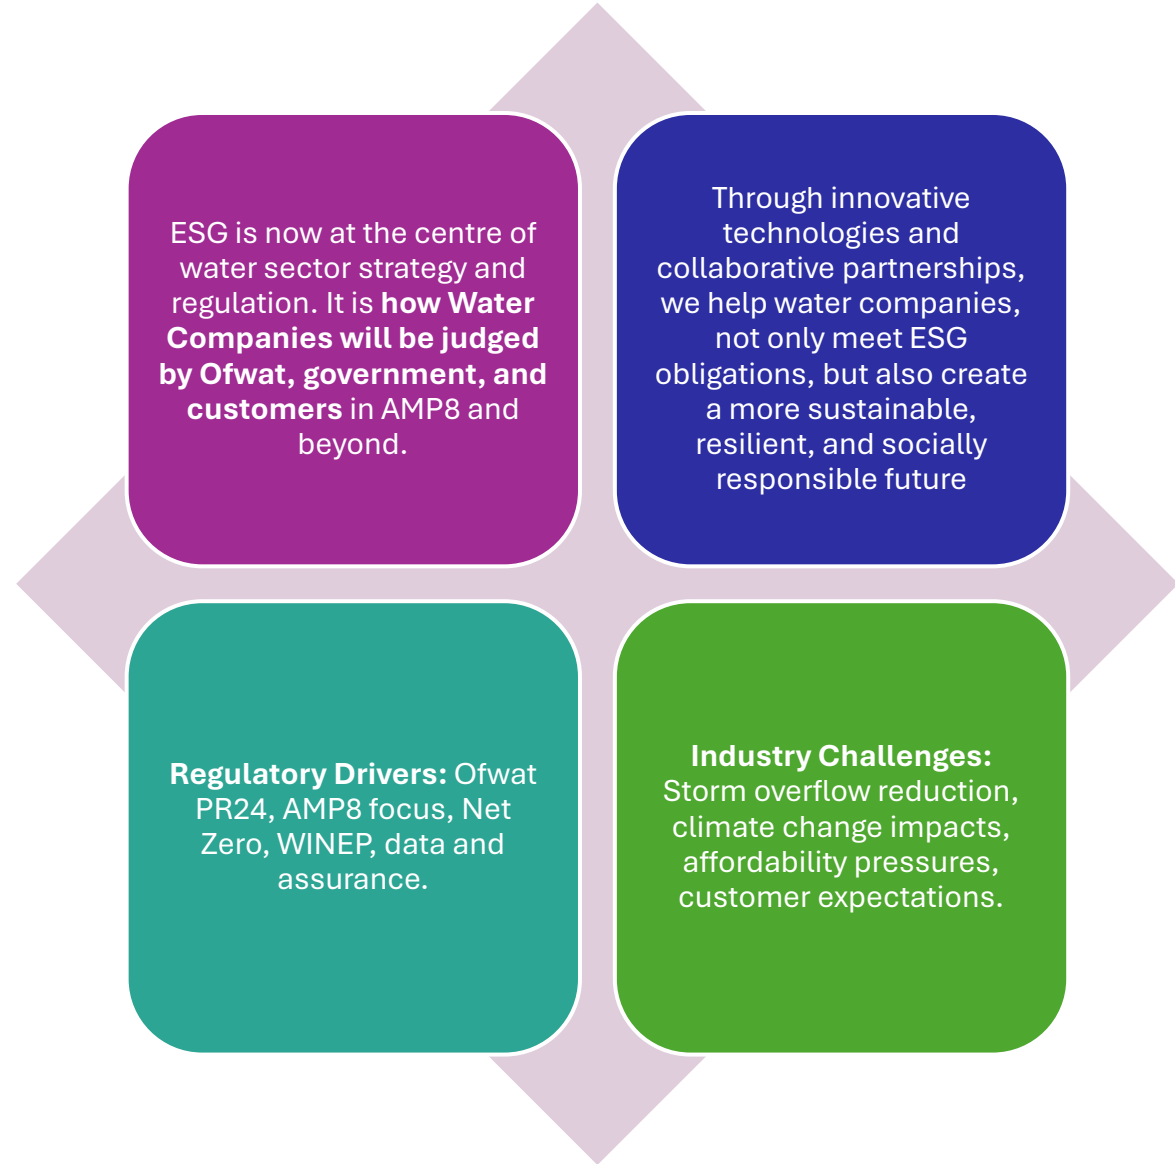 ESG is now at the centre of
water sector strategy and
regulation. It is how Water
Companies will be judged
by Ofwat, government, and
customers in AMP8 and
beyond.
Through innovative
technologies and
collaborative partnerships,
we help water companies,
not only meet ESG
obligations, but also create
a more sustainable,
resilient, and socially
responsible future
Regulatory Drivers: Ofwat
PR24, AMP8 focus, Net
Zero, WINEP, data and
assurance.
Industry Challenges:
Storm overflow reduction,
climate change impacts,
affordability pressures,
customer expectations.